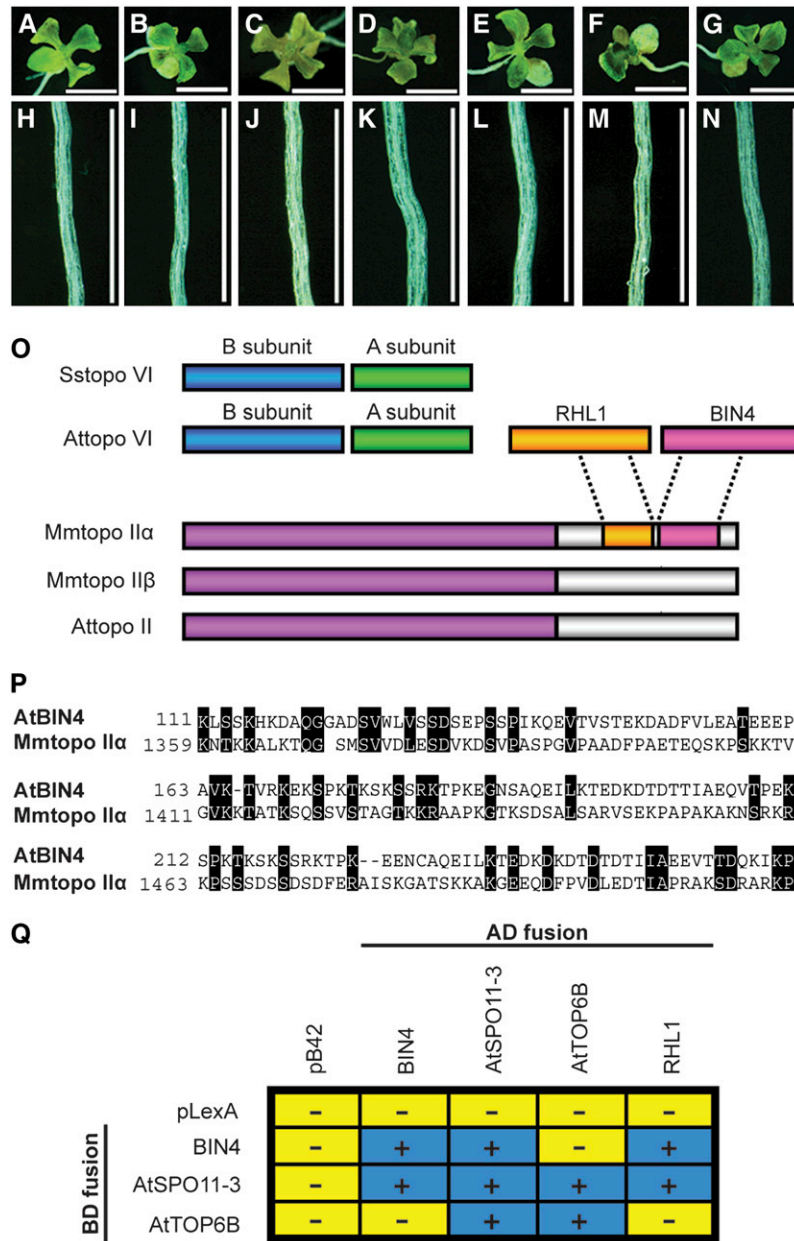 A B C D E F G
H I J K L M N
O
B subunit A subunit
Sstopo VI
B subunit A subunit RHL1 BIN4
Attopo VI
Mmtopo IIα
Mmtopo IIβ
Attopo II
P
AtBIN4 111 KLSSKHKDAQGGADSVWLVSSDSEPSSPIKQEVTVSTEKDADFVLEATEEEP
Mmtopo IIα 1359 KNTKKALKTQG SMSVVDLESDVKDSVPASPGVPAADFPAETEQSKPSKKTV
AtBIN4 163 AVK-TVRKEKSPKTKSKSSRKTPKEGNSAQEILKTEDKDTDTTIAEQVTPEK
Mmtopo IIα 1411 GVKKTATKSQSSVSTAGTKKRAAPKGTKSDSALSARVSEKPAPAKAKNSRKR
AtBIN4 212 SPKTKSKSSRKTPK--EENCAQEILKTEDKDKDTDTDTIIAEEVTTDQKIKP
Mmtopo IIα 1463 KPSSSDSSDSDFERAISKGATSKKAKGEEQDFPVDLEDTIAPRAKSDRARKP
Q
AD fusion
pB42 BIN4 AtSPO11-3 AtTOP6B RHL1
pLexA - - - - -
BIN4 - + + - +
AtSPO11-3 - + + + +
AtTOP6B - - + + -
BD fusion